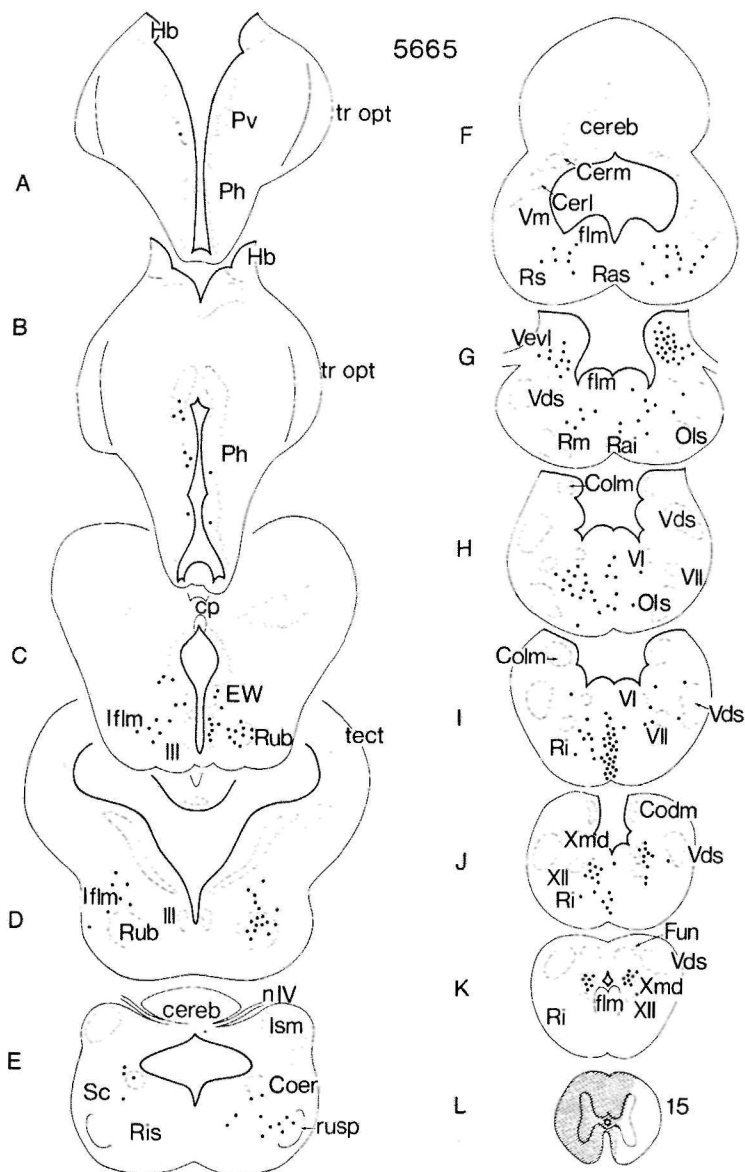 5665
A
Hb
Pv
tr opt
Ph
B
Hb
tr opt
Ph
C
cp
EW
Iflm
III
Rub
D
tect
Iflm
III
Rub
E
cereb
nIV
Ism
Sc
Coer
Ris
rusp
F
cereb
Cerm
Cerl
Vm
flm
Rs
Ras
G
Vevl
flm
Vds
Rm
Rai
Ols
H
Colm
Vds
VI
VII
Ols
I
Colm
VI
Vds
VII
Ri
J
Codm
Xmd
Vds
XII
Ri
K
Fun
Vds
Xmd
flm
XII
Ri
L
15